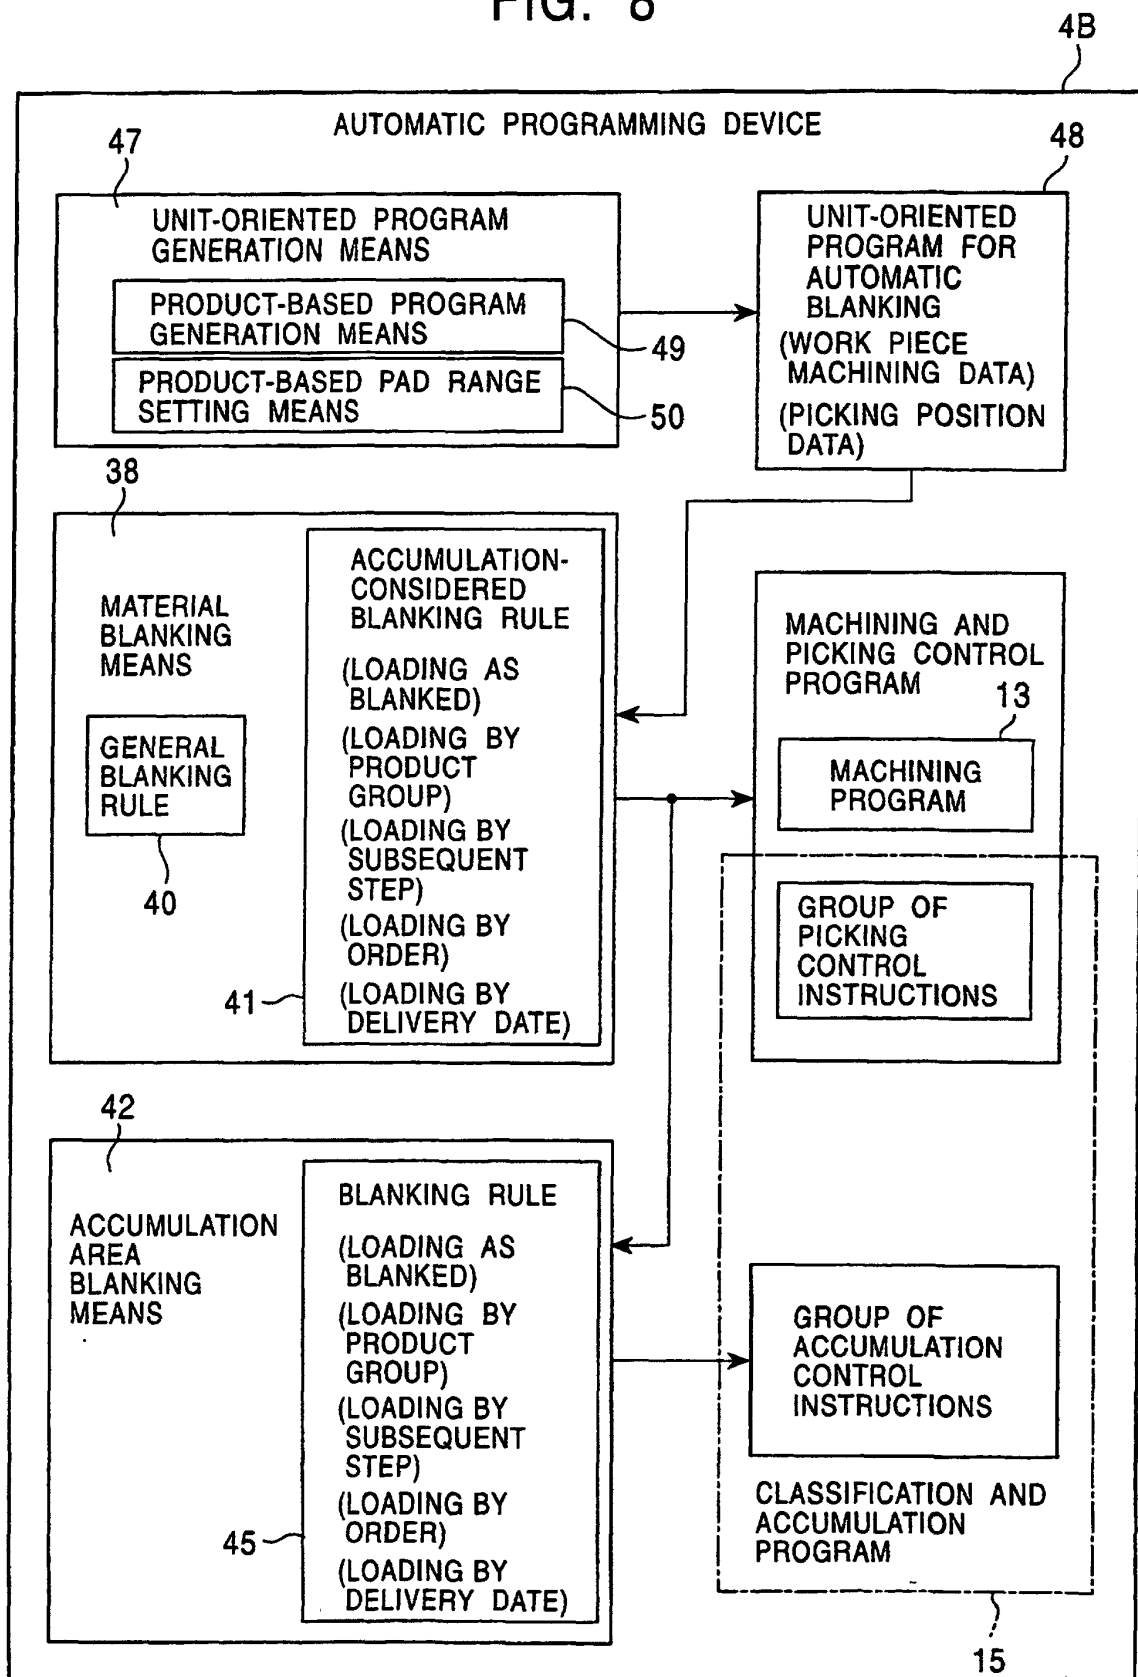 FIG. 8
4B
AUTOMATIC PROGRAMMING DEVICE
47
UNIT-ORIENTED PROGRAM
GENERATION MEANS
PRODUCT-BASED PROGRAM
GENERATION MEANS
49
PRODUCT-BASED PAD RANGE
SETTING MEANS
50
48
UNIT-ORIENTED
PROGRAM FOR
AUTOMATIC
BLANKING
(WORK PIECE
MACHINING DATA)
(PICKING POSITION
DATA)
38
MATERIAL
BLANKING
MEANS
GENERAL
BLANKING
RULE
40
ACCUMULATION-
CONSIDERED
BLANKING RULE
(LOADING AS
BLANKED)
(LOADING BY
PRODUCT
GROUP)
(LOADING BY
SUBSEQUENT
STEP)
(LOADING BY
ORDER)
(LOADING BY
DELIVERY DATE)
41
MACHINING AND
PICKING CONTROL
PROGRAM
13
MACHINING
PROGRAM
GROUP OF
PICKING
CONTROL
INSTRUCTIONS
42
ACCUMULATION
AREA
BLANKING
MEANS
BLANKING RULE
(LOADING AS
BLANKED)
(LOADING BY
PRODUCT
GROUP)
(LOADING BY
SUBSEQUENT
STEP)
(LOADING BY
ORDER)
(LOADING BY
DELIVERY DATE)
45
GROUP OF
ACCUMULATION
CONTROL
INSTRUCTIONS
CLASSIFICATION AND
ACCUMULATION
PROGRAM
15